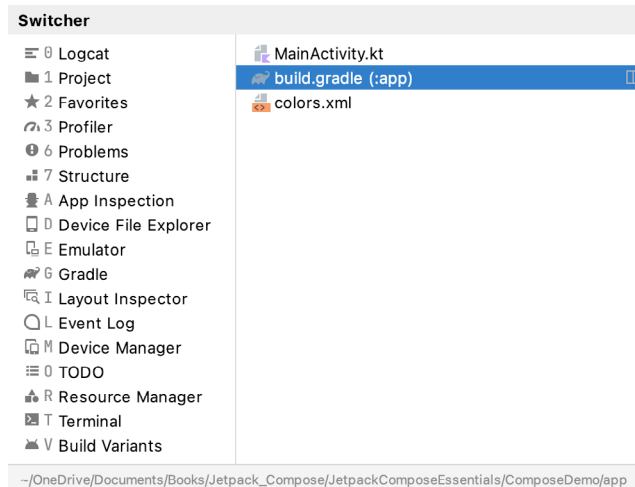 Switcher
0 Logcat
1 Project
2 Favorites
3 Profiler
6 Problems
7 Structure
A App Inspection
D Device File Explorer
E Emulator
G Gradle
I Layout Inspector
L Event Log
M Device Manager
O TODO
R Resource Manager
T Terminal
V Build Variants
MainActivity.kt
build.gradle (:app)
colors.xml
~/OneDrive/Documents/Books/Jetpack_Compose/JetpackComposeEssentials/ComposeDemo/app